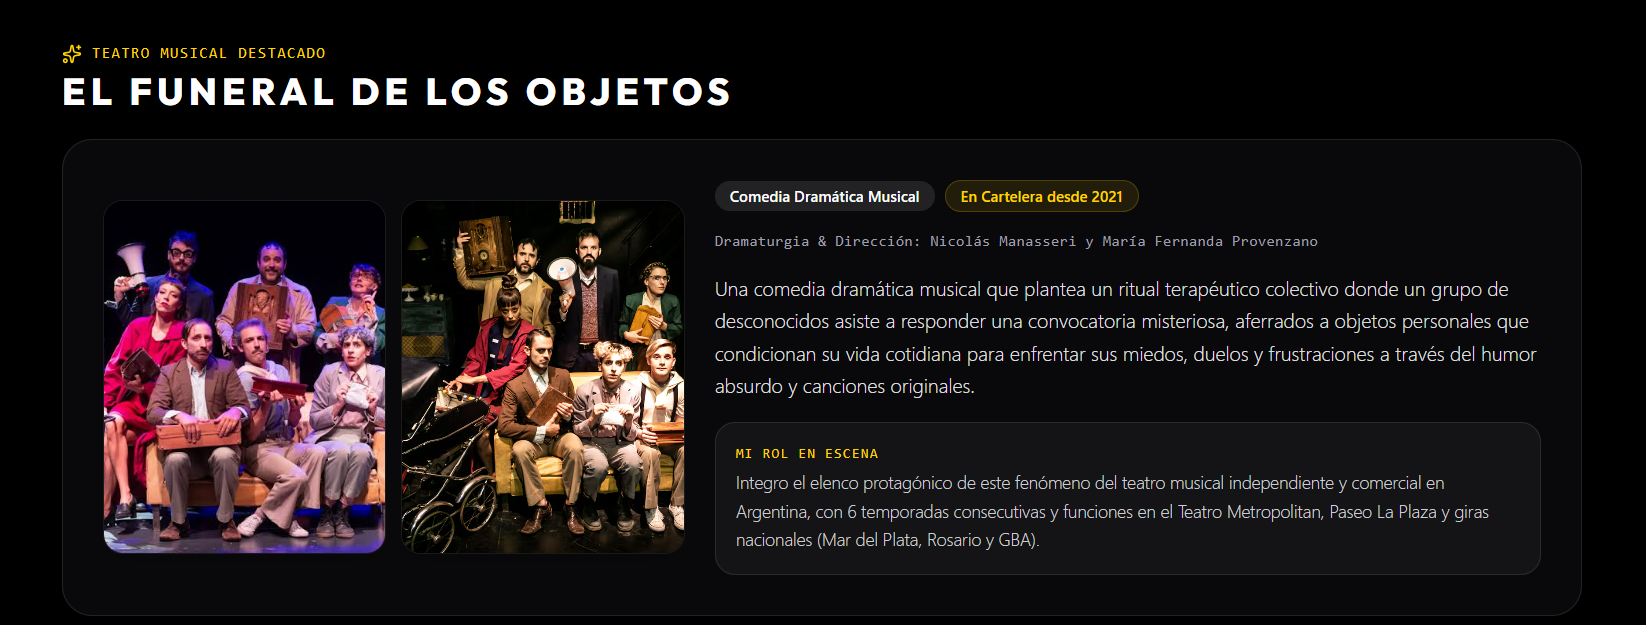 TEATRO MUSICAL DESTACADO
EL FUNERAL DE LOS OBJETOS
Comedia Dramática Musical
En Cartelera desde 2021
Dramaturgia & Dirección: Nicolás Manasseri y María Fernanda Provenzano
Una comedia dramática musical que plantea un ritual terapéutico colectivo donde un grupo de
desconocidos asiste a responder una convocatoria misteriosa, aferrados a objetos personales que
condicionan su vida cotidiana para enfrentar sus miedos, duelos y frustraciones a través del humor
absurdo y canciones originales.
MI ROL EN ESCENA
Integro el elenco protagónico de este fenómeno del teatro musical independiente y comercial en
Argentina, con 6 temporadas consecutivas y funciones en el Teatro Metropolitan, Paseo La Plaza y giras
nacionales (Mar del Plata, Rosario y GBA).